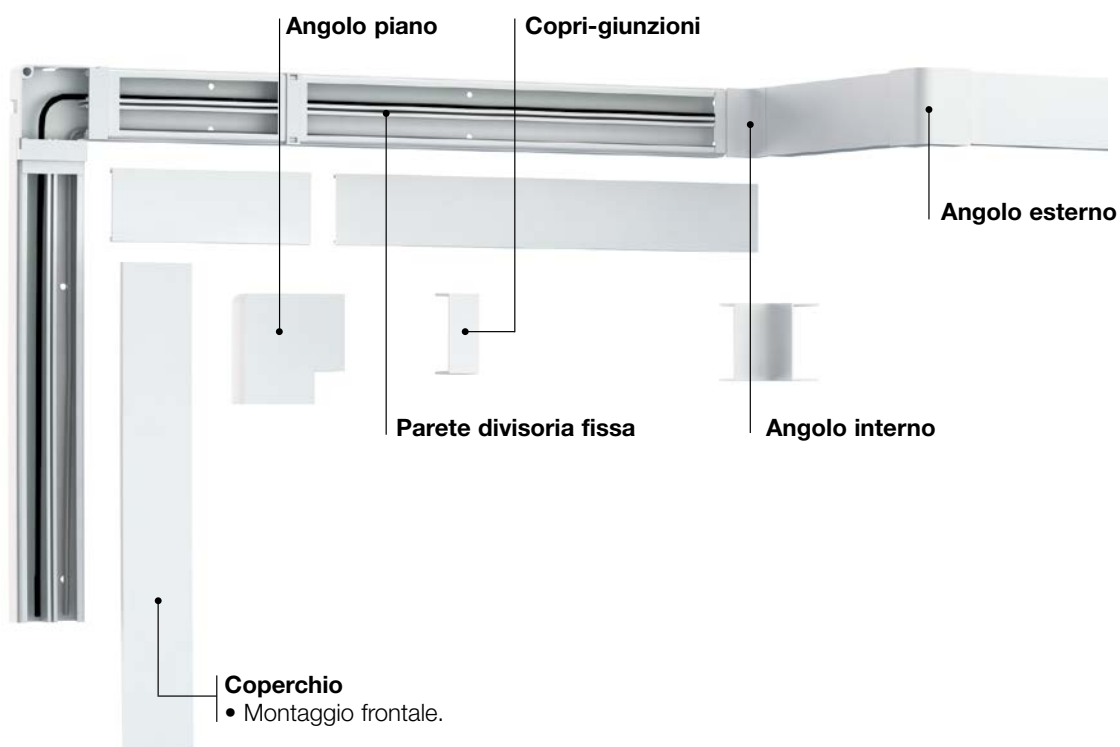 Angolo piano
Copri-giunzioni
Angolo esterno
Parete divisoria fissa
Angolo interno
Coperchio
• Montaggio frontale.